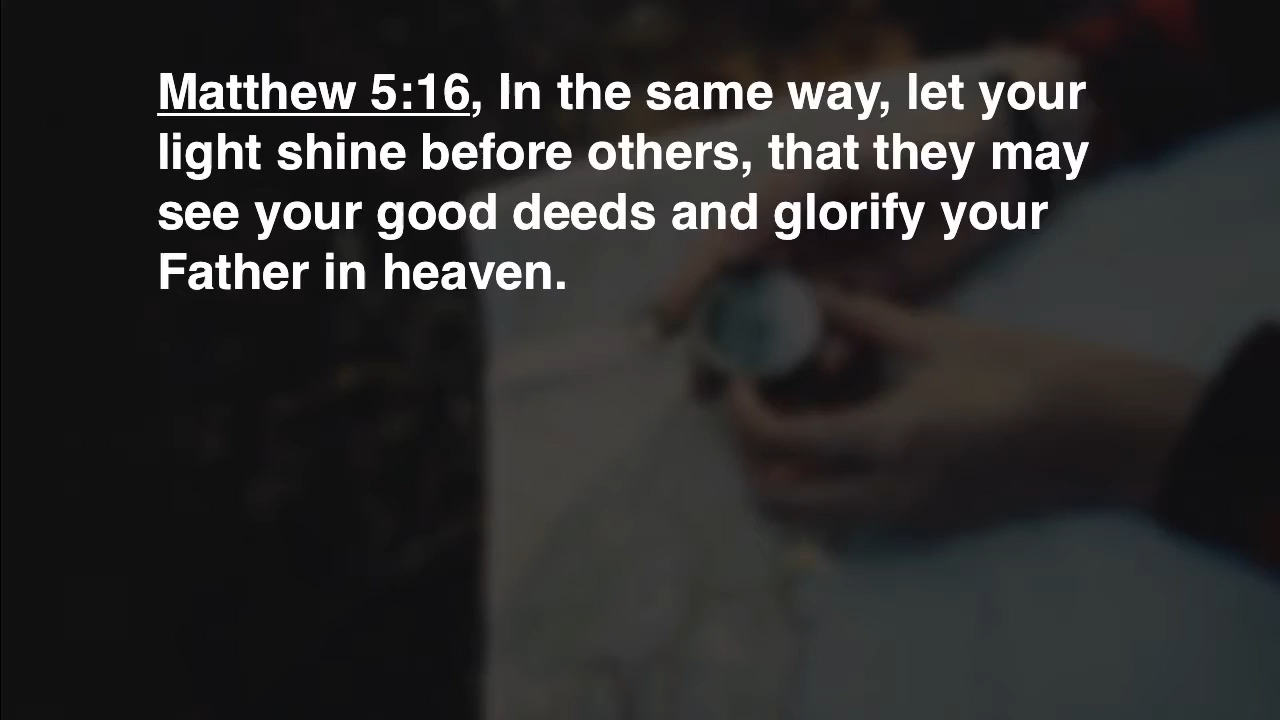 Matthew 5:16, In the same way, let your
light shine before others, that they may
see your good deeds and glorify your
Father in heaven.